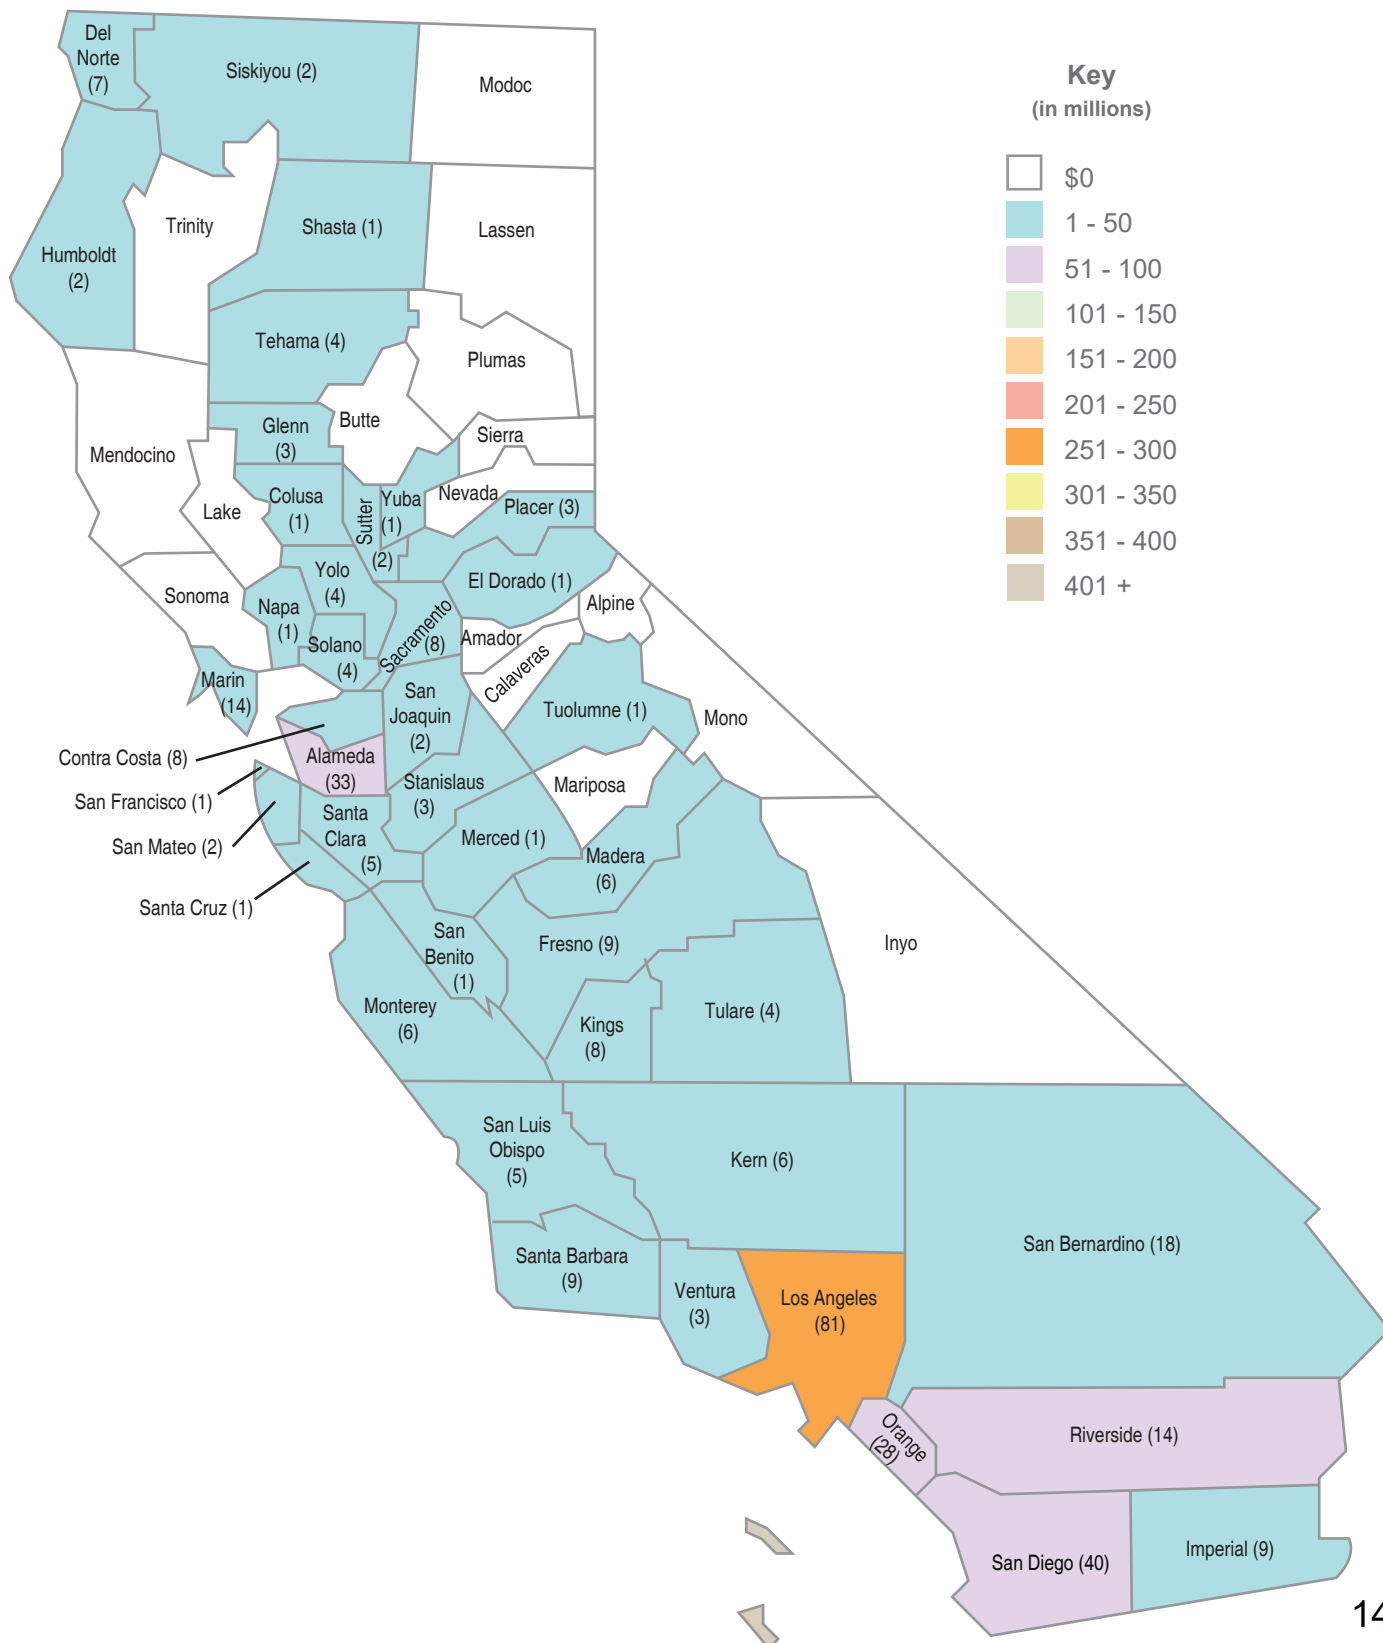 Del
Norte
(7)
Siskiyou (2)
Modoc
Key
(in millions)
$0
1 - 50
51 - 100
101 - 150
151 - 200
201 - 250
251 - 300
301 - 350
351 - 400
401 +
Humboldt
(2)
Trinity
Shasta (1)
Lassen
Tehama (4)
Plumas
Mendocino
Glenn
(3)
Butte
Sierra
Lake
Colusa
(1)
Sutter
(2)
Yuba
(1)
Nevada
Placer (3)
Sonoma
Napa
(1)
Yolo
(4)
Solano
(4)
Sacramento
(8)
El Dorado (1)
Alpine
Amador
Calaveras
Marin
(14)
San
Joaquin
(2)
Tuolumne (1)
Mono
Contra Costa (8)
Alameda
(33)
San Francisco (1)
San Mateo (2)
Santa Cruz (1)
Santa
Clara
(5)
Stanislaus
(3)
Mariposa
Merced (1)
Madera
(6)
San
Benito
(1)
Fresno (9)
Inyo
Monterey
(6)
Kings
(8)
Tulare (4)
San Luis
Obispo
(5)
Kern (6)
San Bernardino (18)
Santa Barbara
(9)
Ventura
(3)
Los Angeles
(81)
Orange
(28)
Riverside (14)
San Diego (40)
Imperial (9)
14